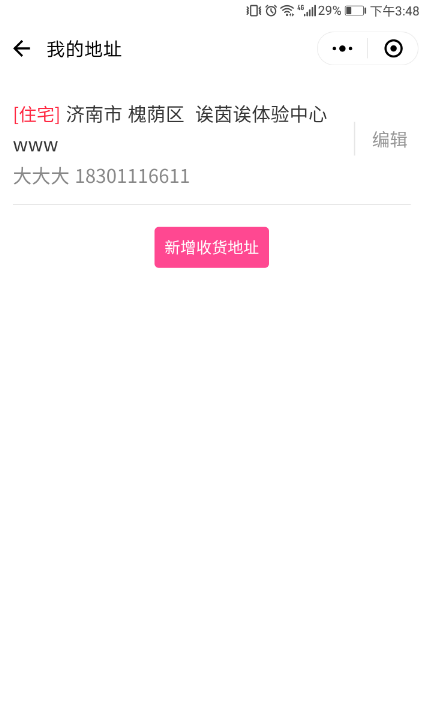 29% 下午3:48
我的地址
[住宅] 济南市 槐荫区 诶茵诶体验中心
www
编辑
大大大 18301116611
新增收货地址